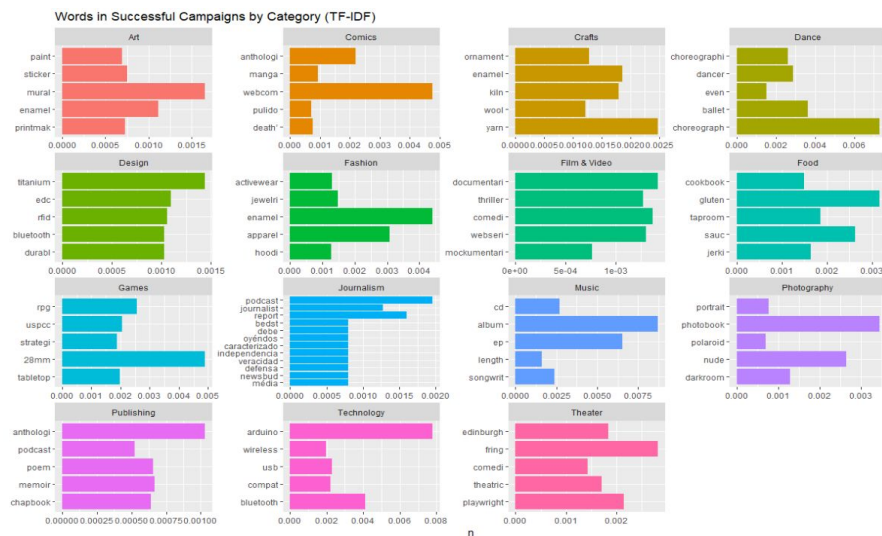 Words in Successful Campaigns by Category (TF-IDF)
Art
paint
sticker
mural
enamel
printmak
0.0000 0.0005 0.0010 0.0015
Comics
anthologi
manga
webcom
pulido
death'
0.000 0.001 0.002 0.003 0.004 0.005
Crafts
ornament
enamel
kiln
wool
yarn
0.0000 0.0005 0.0010 0.0015 0.0020 0.0025
Dance
choreographi
dancer
even
ballet
choreograph
0.000 0.002 0.004 0.006
Design
titanium
edc
rfid
bluetooth
durabl
0.0000 0.0005 0.0010 0.0015
Fashion
activewear
jewelri
enamel
apparel
hoodi
0.000 0.001 0.002 0.003 0.004
Film & Video
documentari
thriller
comedi
webseri
mockumentari
0e+00 5e-04 1e-03
Food
cookbook
gluten
taproom
sauc
jerki
0.000 0.001 0.002 0.003
Games
rpg
uspcc
strategi
28mm
tabletop
0.000 0.001 0.002 0.003 0.004 0.005
Journalism
podcast
journalist
report
bedst
debe
oyendos
caracterizado
independencia
veracidad
defensa
newsbud
média
0.0000 0.0005 0.0010 0.0015 0.0020
Music
cd
album
ep
length
songwrit
0.0000 0.0025 0.0050 0.0075
Photography
portrait
photobook
polaroid
nude
darkroom
0.000 0.001 0.002 0.003
Publishing
anthologi
podcast
poem
memoir
chapbook
0.00000 0.00025 0.00050 0.00075 0.00100
Technology
arduino
wireless
usb
compat
bluetooth
0.000 0.002 0.004 0.006 0.008
Theater
edinburgh
fring
comedi
theatric
playwright
0.000 0.001 0.002
n